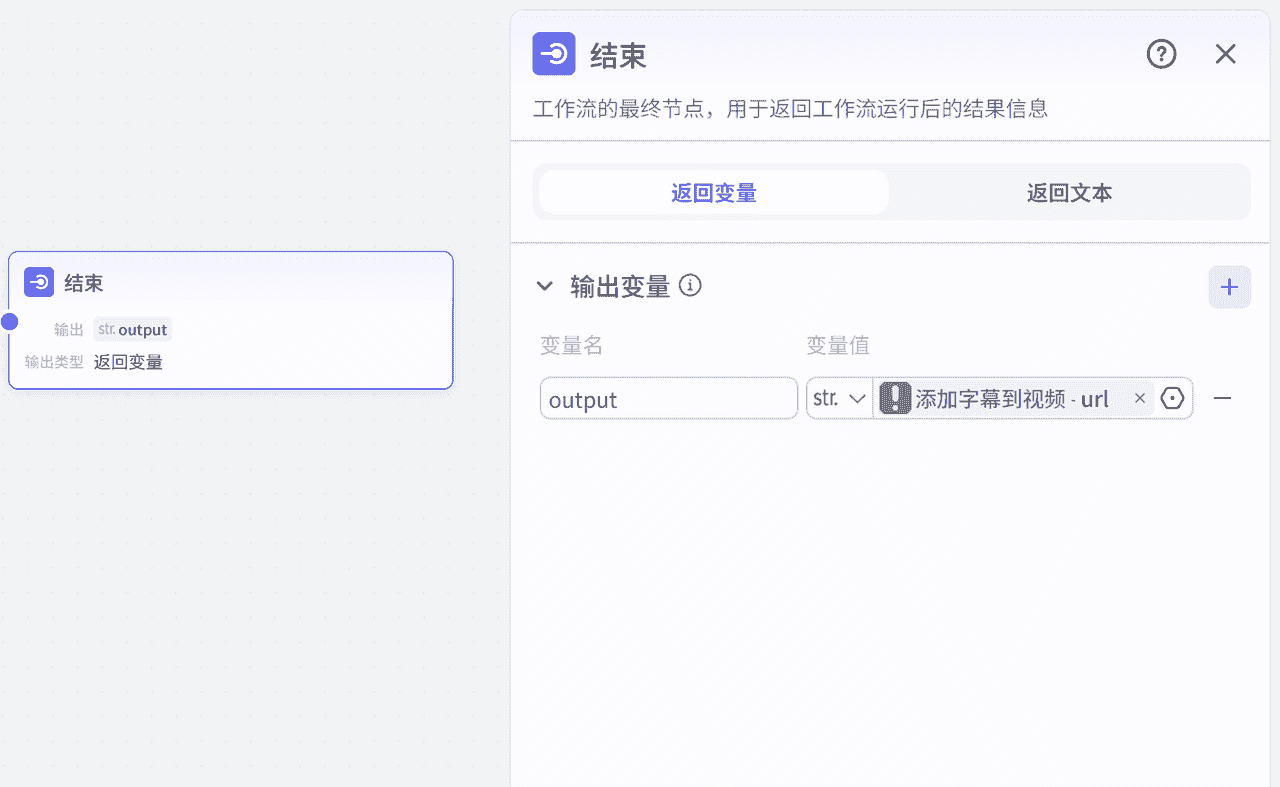 结束
输出 str. output
输出类型 返回变量
结束
工作流的最终节点，用于返回工作流运行后的结果信息
返回变量 返回文本
输出变量
变量名 变量值
output str. 添加字幕到视频 - url